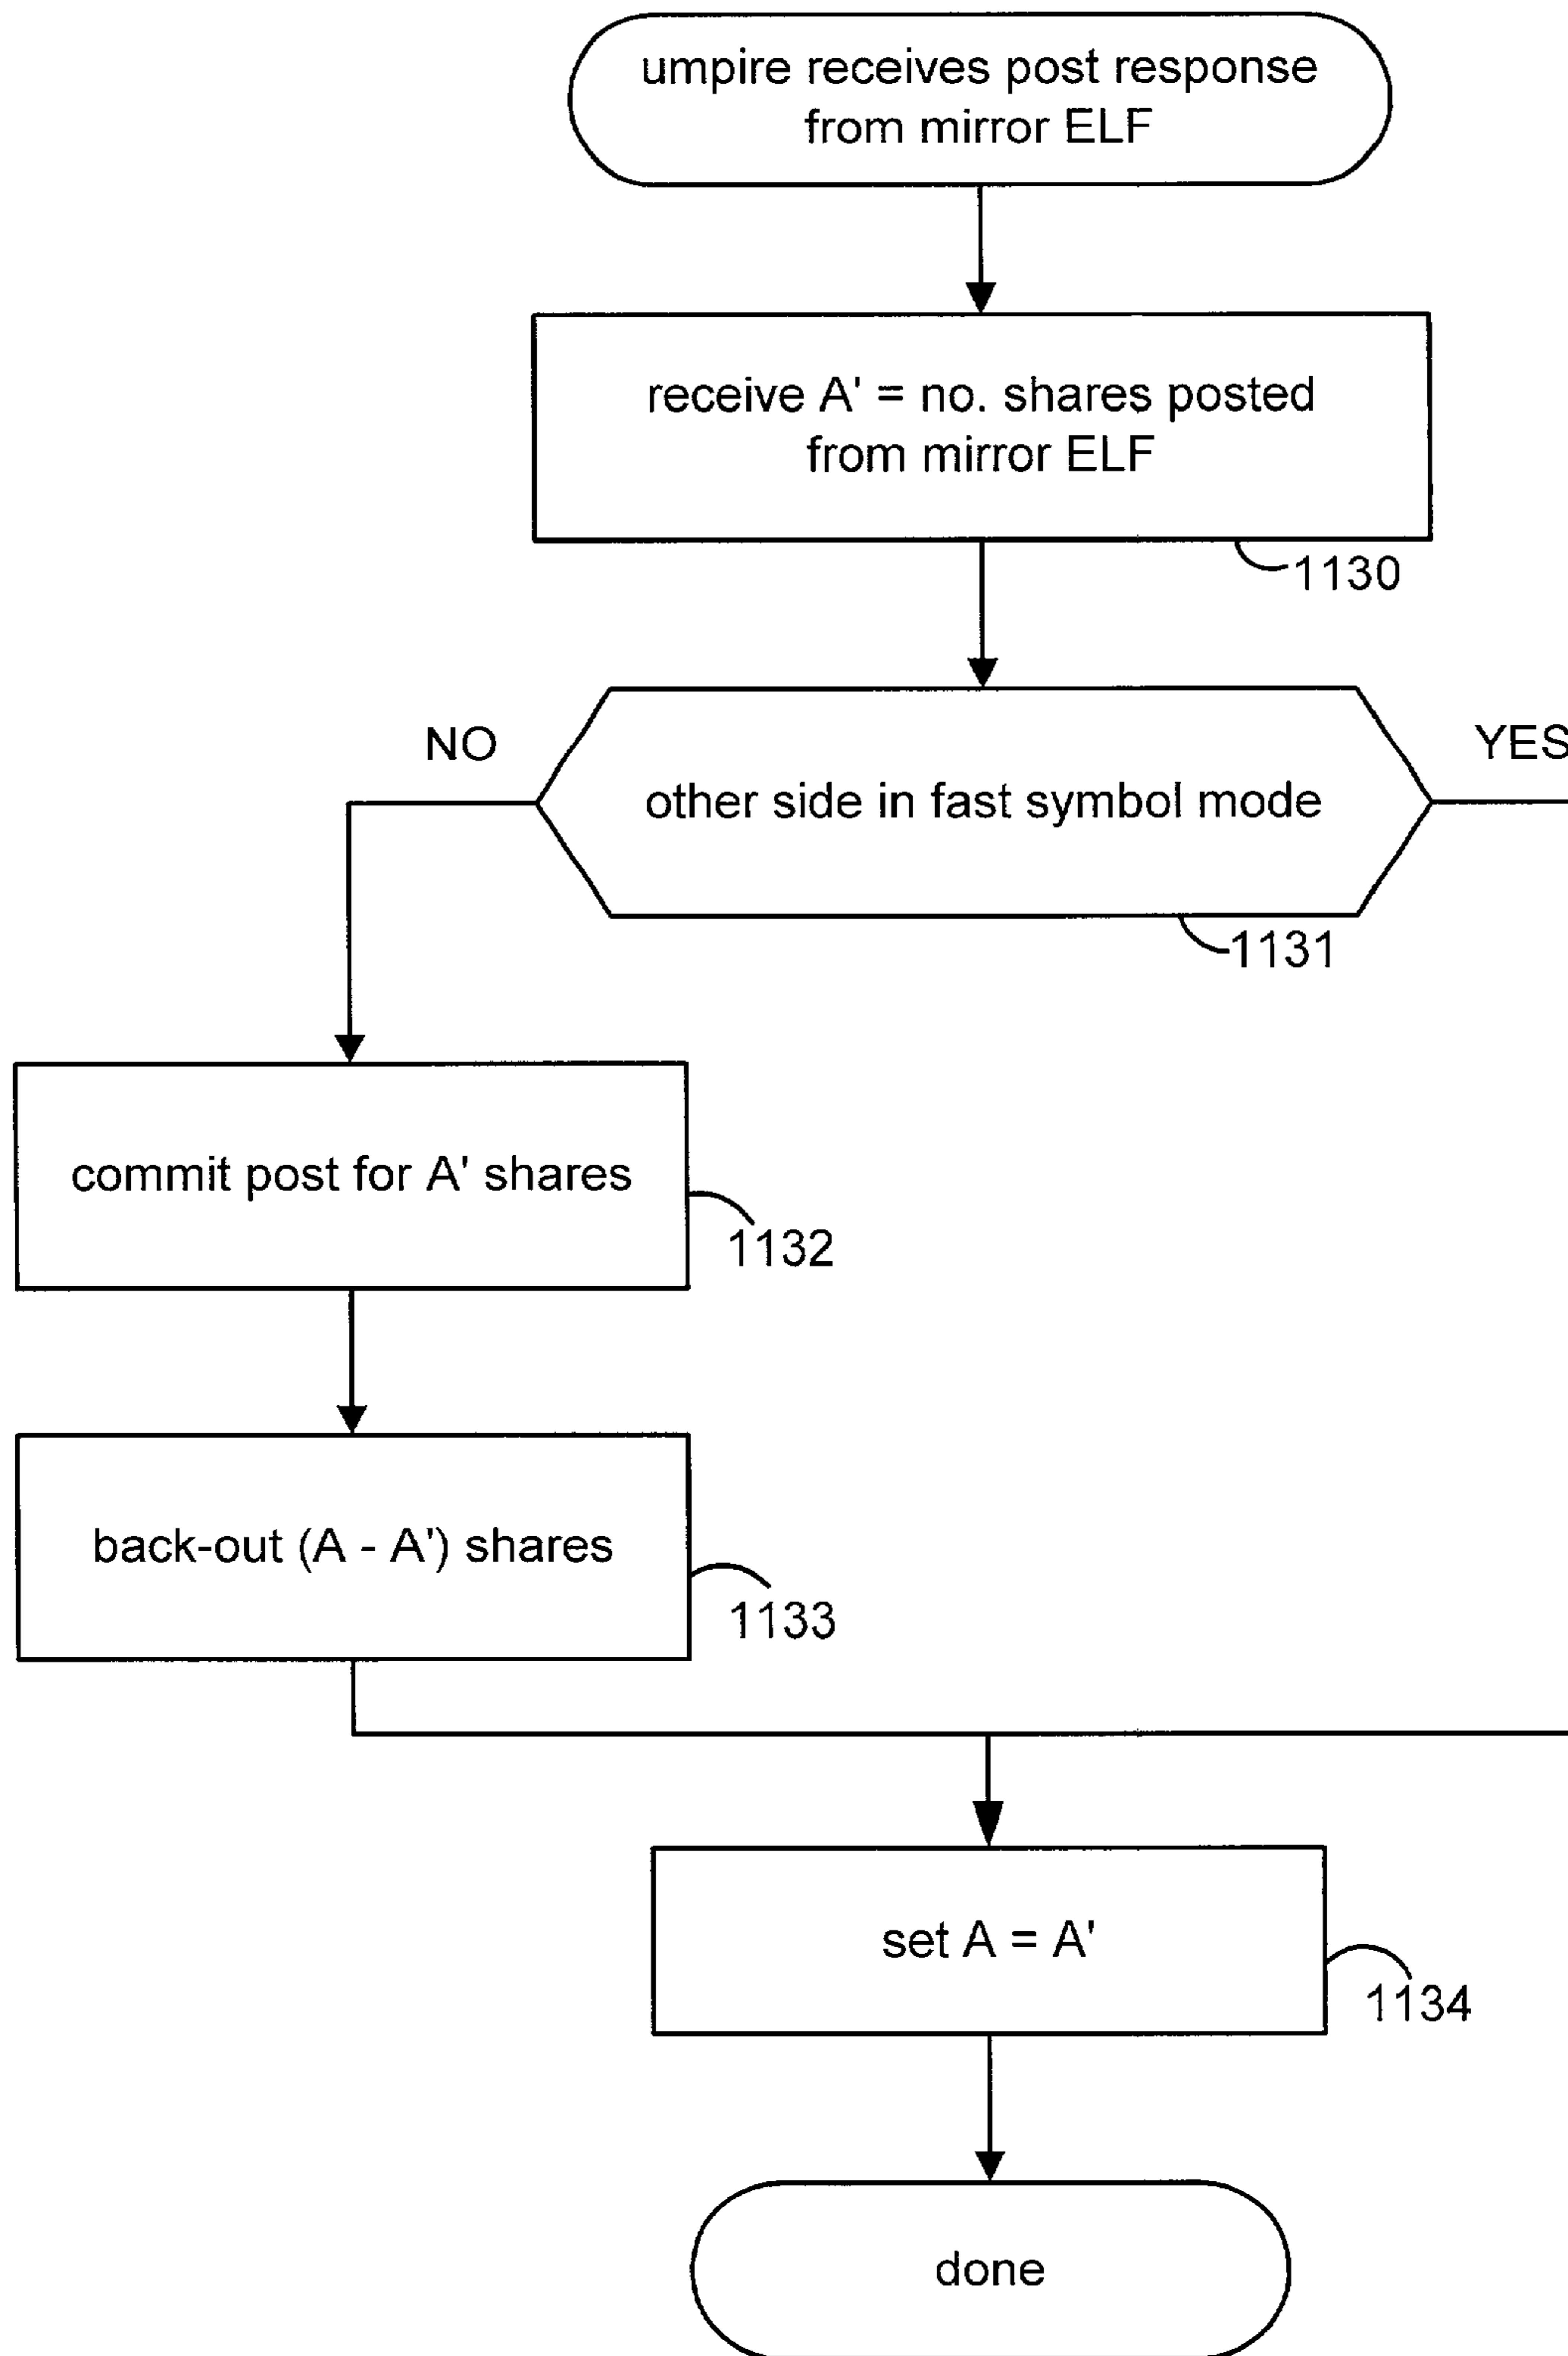 umpire receives post response
from mirror ELF
receive A' = no. shares posted
from mirror ELF
1130
NO
YES
other side in fast symbol mode
1131
commit post for A' shares
1132
back-out (A - A') shares
1133
set A = A'
1134
done